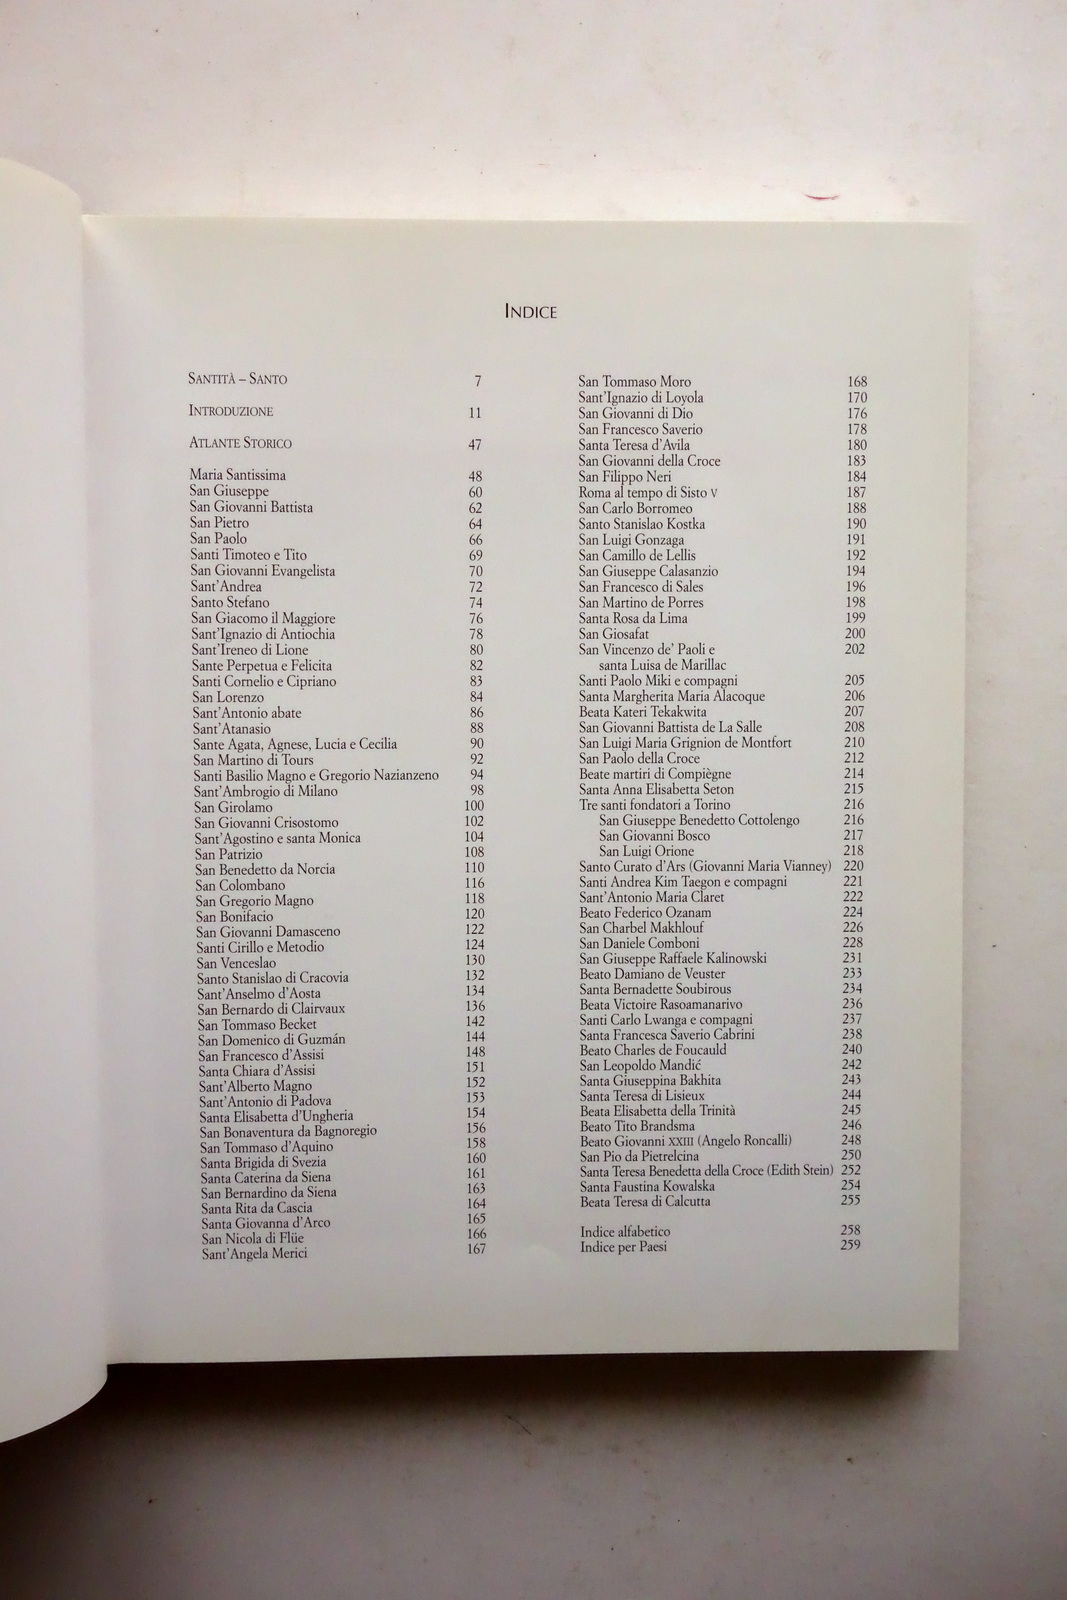 INDICE
SANTITÀ – SANTO 7
INTRODUZIONE 11
ATLANTE STORICO 47
Maria Santissima 48
San Giuseppe 60
San Giovanni Battista 62
San Pietro 64
San Paolo 66
Santi Timoteo e Tito 69
San Giovanni Evangelista 70
Sant'Andrea 72
Santo Stefano 74
San Giacomo il Maggiore 76
Sant'Ignazio di Antiochia 78
Sant'Ireneo di Lione 80
Sante Perpetua e Felicita 82
Santi Cornelio e Cipriano 83
San Lorenzo 84
Sant'Antonio abate 86
Sant'Atanasio 88
Sante Agata, Agnese, Lucia e Cecilia 90
San Martino di Tours 92
Santi Basilio Magno e Gregorio Nazianzeno 94
Sant'Ambrogio di Milano 98
San Girolamo 100
San Giovanni Crisostomo 102
Sant'Agostino e santa Monica 104
San Patrizio 108
San Benedetto da Norcia 110
San Colombano 116
San Gregorio Magno 118
San Bonifacio 120
San Giovanni Damasceno 122
Santi Cirillo e Metodio 124
San Venceslao 130
Santo Stanislao di Cracovia 132
Sant'Anselmo d'Aosta 134
San Bernardo di Clairvaux 136
San Tommaso Becket 142
San Domenico di Guzmán 144
San Francesco d'Assisi 148
Santa Chiara d'Assisi 151
Sant'Alberto Magno 152
Sant'Antonio di Padova 153
Santa Elisabetta d'Ungheria 154
San Bonaventura da Bagnoregio 156
San Tommaso d'Aquino 158
Santa Brigida di Svezia 160
Santa Caterina da Siena 161
San Bernardino da Siena 163
Santa Rita da Cascia 164
Santa Giovanna d'Arco 165
San Nicola di Flüe 166
Sant'Angela Merici 167
San Tommaso Moro 168
Sant'Ignazio di Loyola 170
San Giovanni di Dio 176
San Francesco Saverio 178
Santa Teresa d'Avila 180
San Giovanni della Croce 183
San Filippo Neri 184
Roma al tempo di Sisto V 187
San Carlo Borromeo 188
Santo Stanislao Kostka 190
San Luigi Gonzaga 191
San Camillo de Lellis 192
San Giuseppe Calasanzio 194
San Francesco di Sales 196
San Martino de Porres 198
Santa Rosa da Lima 199
San Giosafat 200
San Vincenzo de' Paoli e 202
santa Luisa de Marillac
Santi Paolo Miki e compagni 205
Santa Margherita Maria Alacoque 206
Beata Kateri Tekakwita 207
San Giovanni Battista de La Salle 208
San Luigi Maria Grignion de Montfort 210
San Paolo della Croce 212
Beate martiri di Compiègne 214
Santa Anna Elisabetta Seton 215
Tre santi fondatori a Torino 216
San Giuseppe Benedetto Cottolengo 216
San Giovanni Bosco 217
San Luigi Orione 218
Santo Curato d'Ars (Giovanni Maria Vianney) 220
Santi Andrea Kim Taegon e compagni 221
Sant'Antonio Maria Claret 222
Beato Federico Ozanam 224
San Charbel Makhlouf 226
San Daniele Comboni 228
San Giuseppe Raffaele Kalinowski 231
Beato Damiano de Veuster 233
Santa Bernadette Soubirous 234
Beata Victoire Rasoamanarivo 236
Santi Carlo Lwanga e compagni 237
Santa Francesca Saverio Cabrini 238
Beato Charles de Foucauld 240
San Leopoldo Mandić 242
Santa Giuseppina Bakhita 243
Santa Teresa di Lisieux 244
Beata Elisabetta della Trinità 245
Beato Tito Brandsma 246
Beato Giovanni XXIII (Angelo Roncalli) 248
San Pio da Pietrelcina 250
Santa Teresa Benedetta della Croce (Edith Stein) 252
Santa Faustina Kowalska 254
Beata Teresa di Calcutta 255
Indice alfabetico 258
Indice per Paesi 259